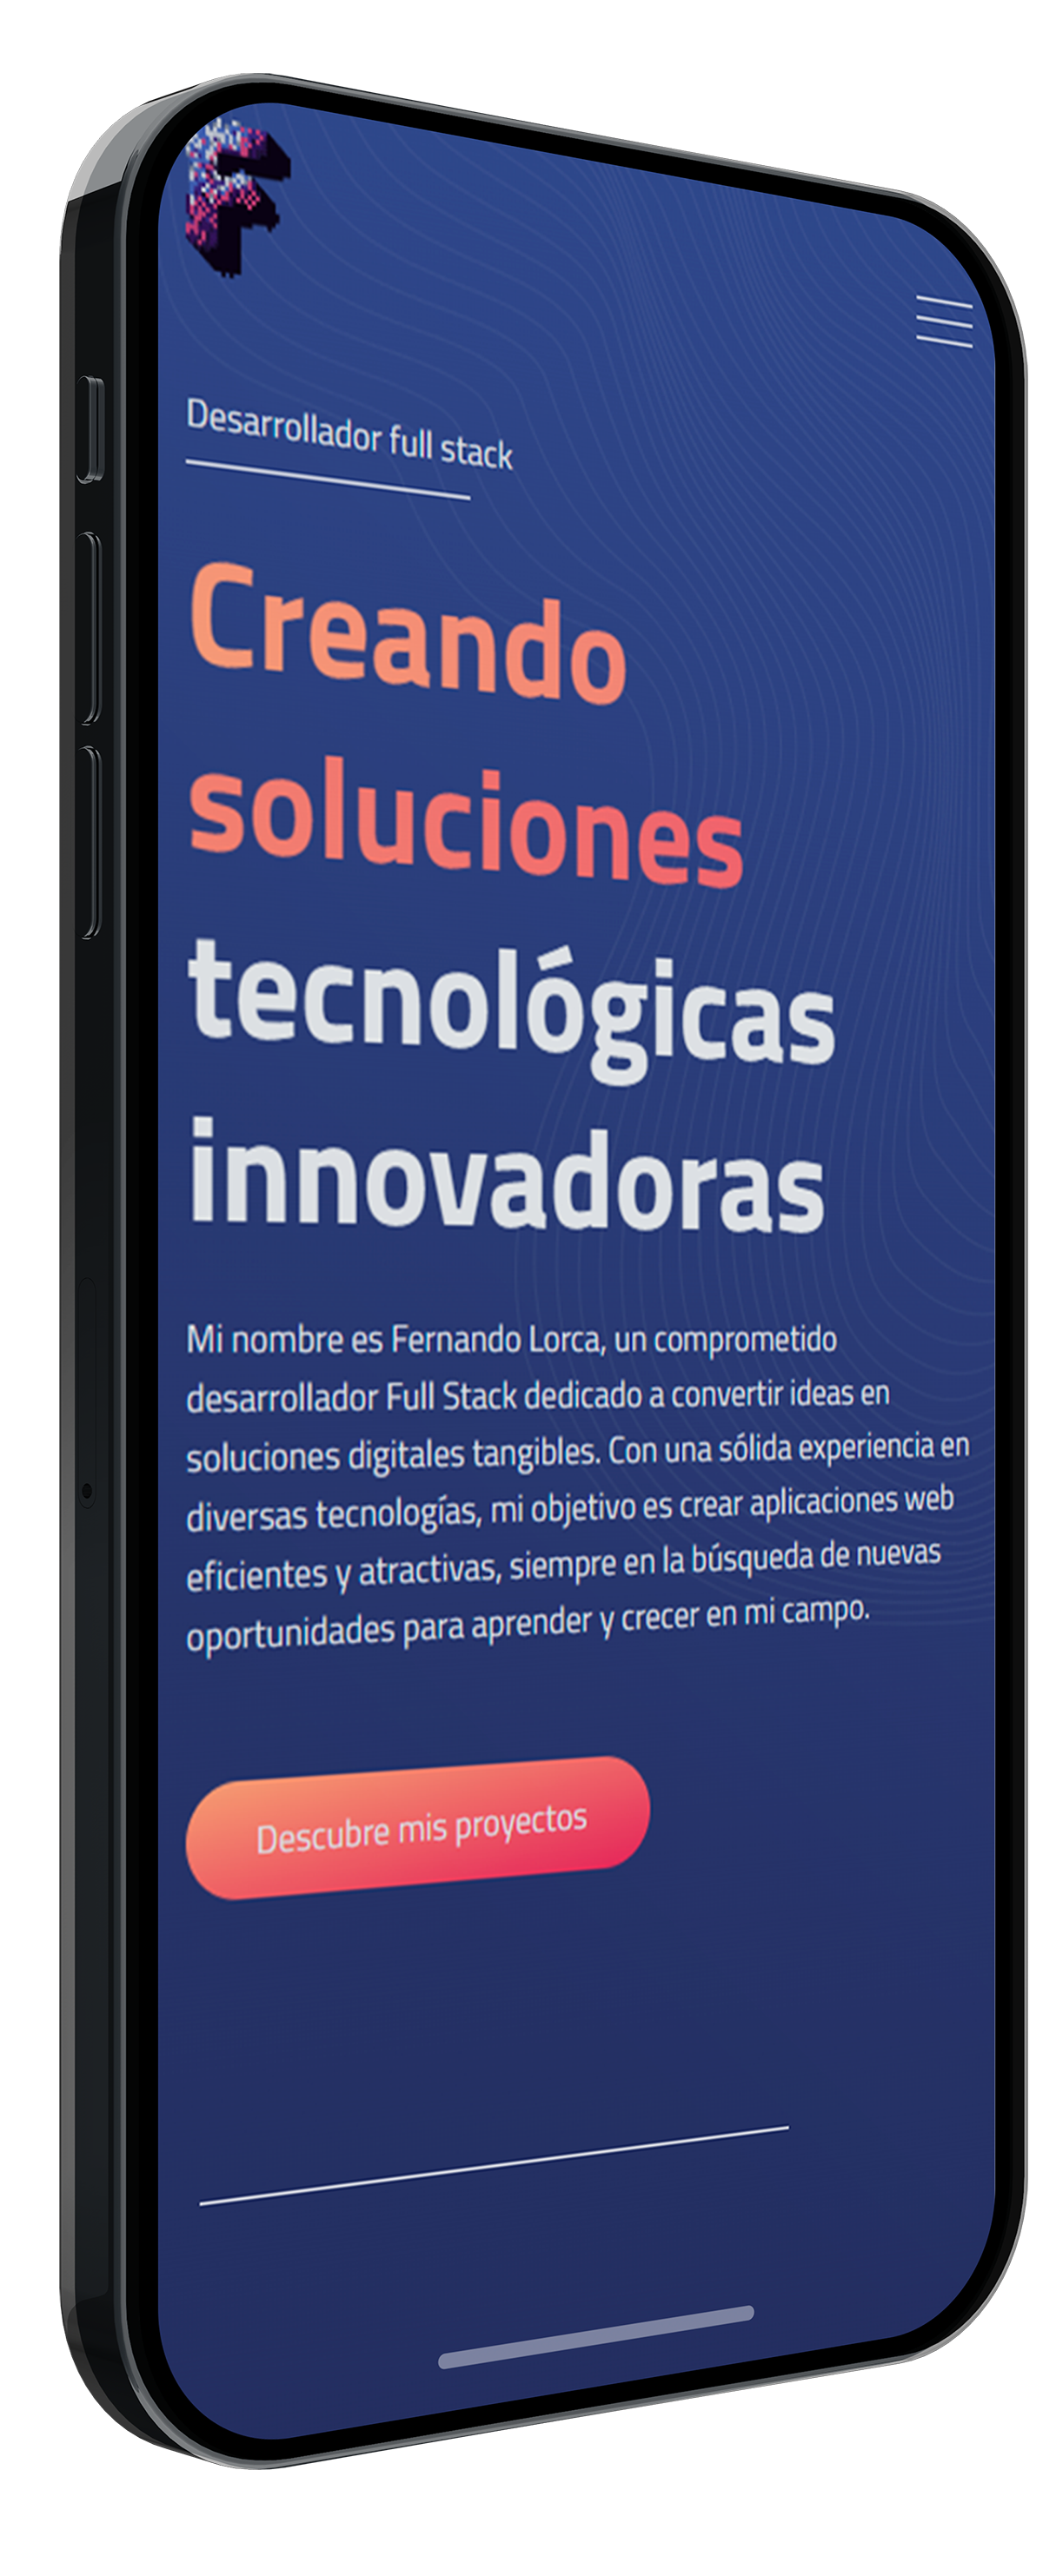 F
Desarrollador full stack
Creando
soluciones
tecnológicas
innovadoras
Mi nombre es Fernando Lorca, un comprometido
desarrollador Full Stack dedicado a convertir ideas en
soluciones digitales tangibles. Con una sólida experiencia en
diversas tecnologías, mi objetivo es crear aplicaciones web
eficientes y atractivas, siempre en la búsqueda de nuevas
oportunidades para aprender y crecer en mi campo.
Descubre mis proyectos